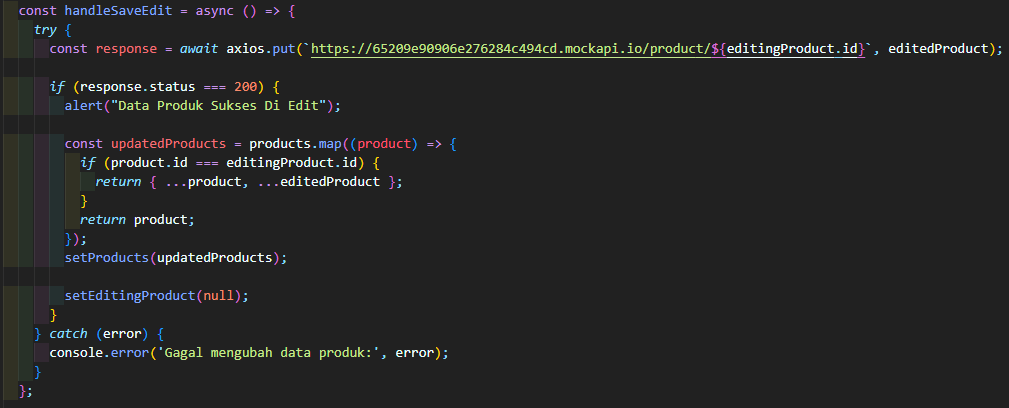 const handleSaveEdit = async () => {
try {
const response = await axios.put(`https://65209e90906e276284c494cd.mockapi.io/product/${editingProduct.id}`, editedProduct);
if (response.status === 200) {
alert("Data Produk Sukses Di Edit");
const updatedProducts = products.map((product) => {
if (product.id === editingProduct.id) {
return { ...product, ...editedProduct };
}
return product;
});
setProducts(updatedProducts);
setEditingProduct(null);
}
} catch (error) {
console.error('Gagal mengubah data produk:', error);
}
};